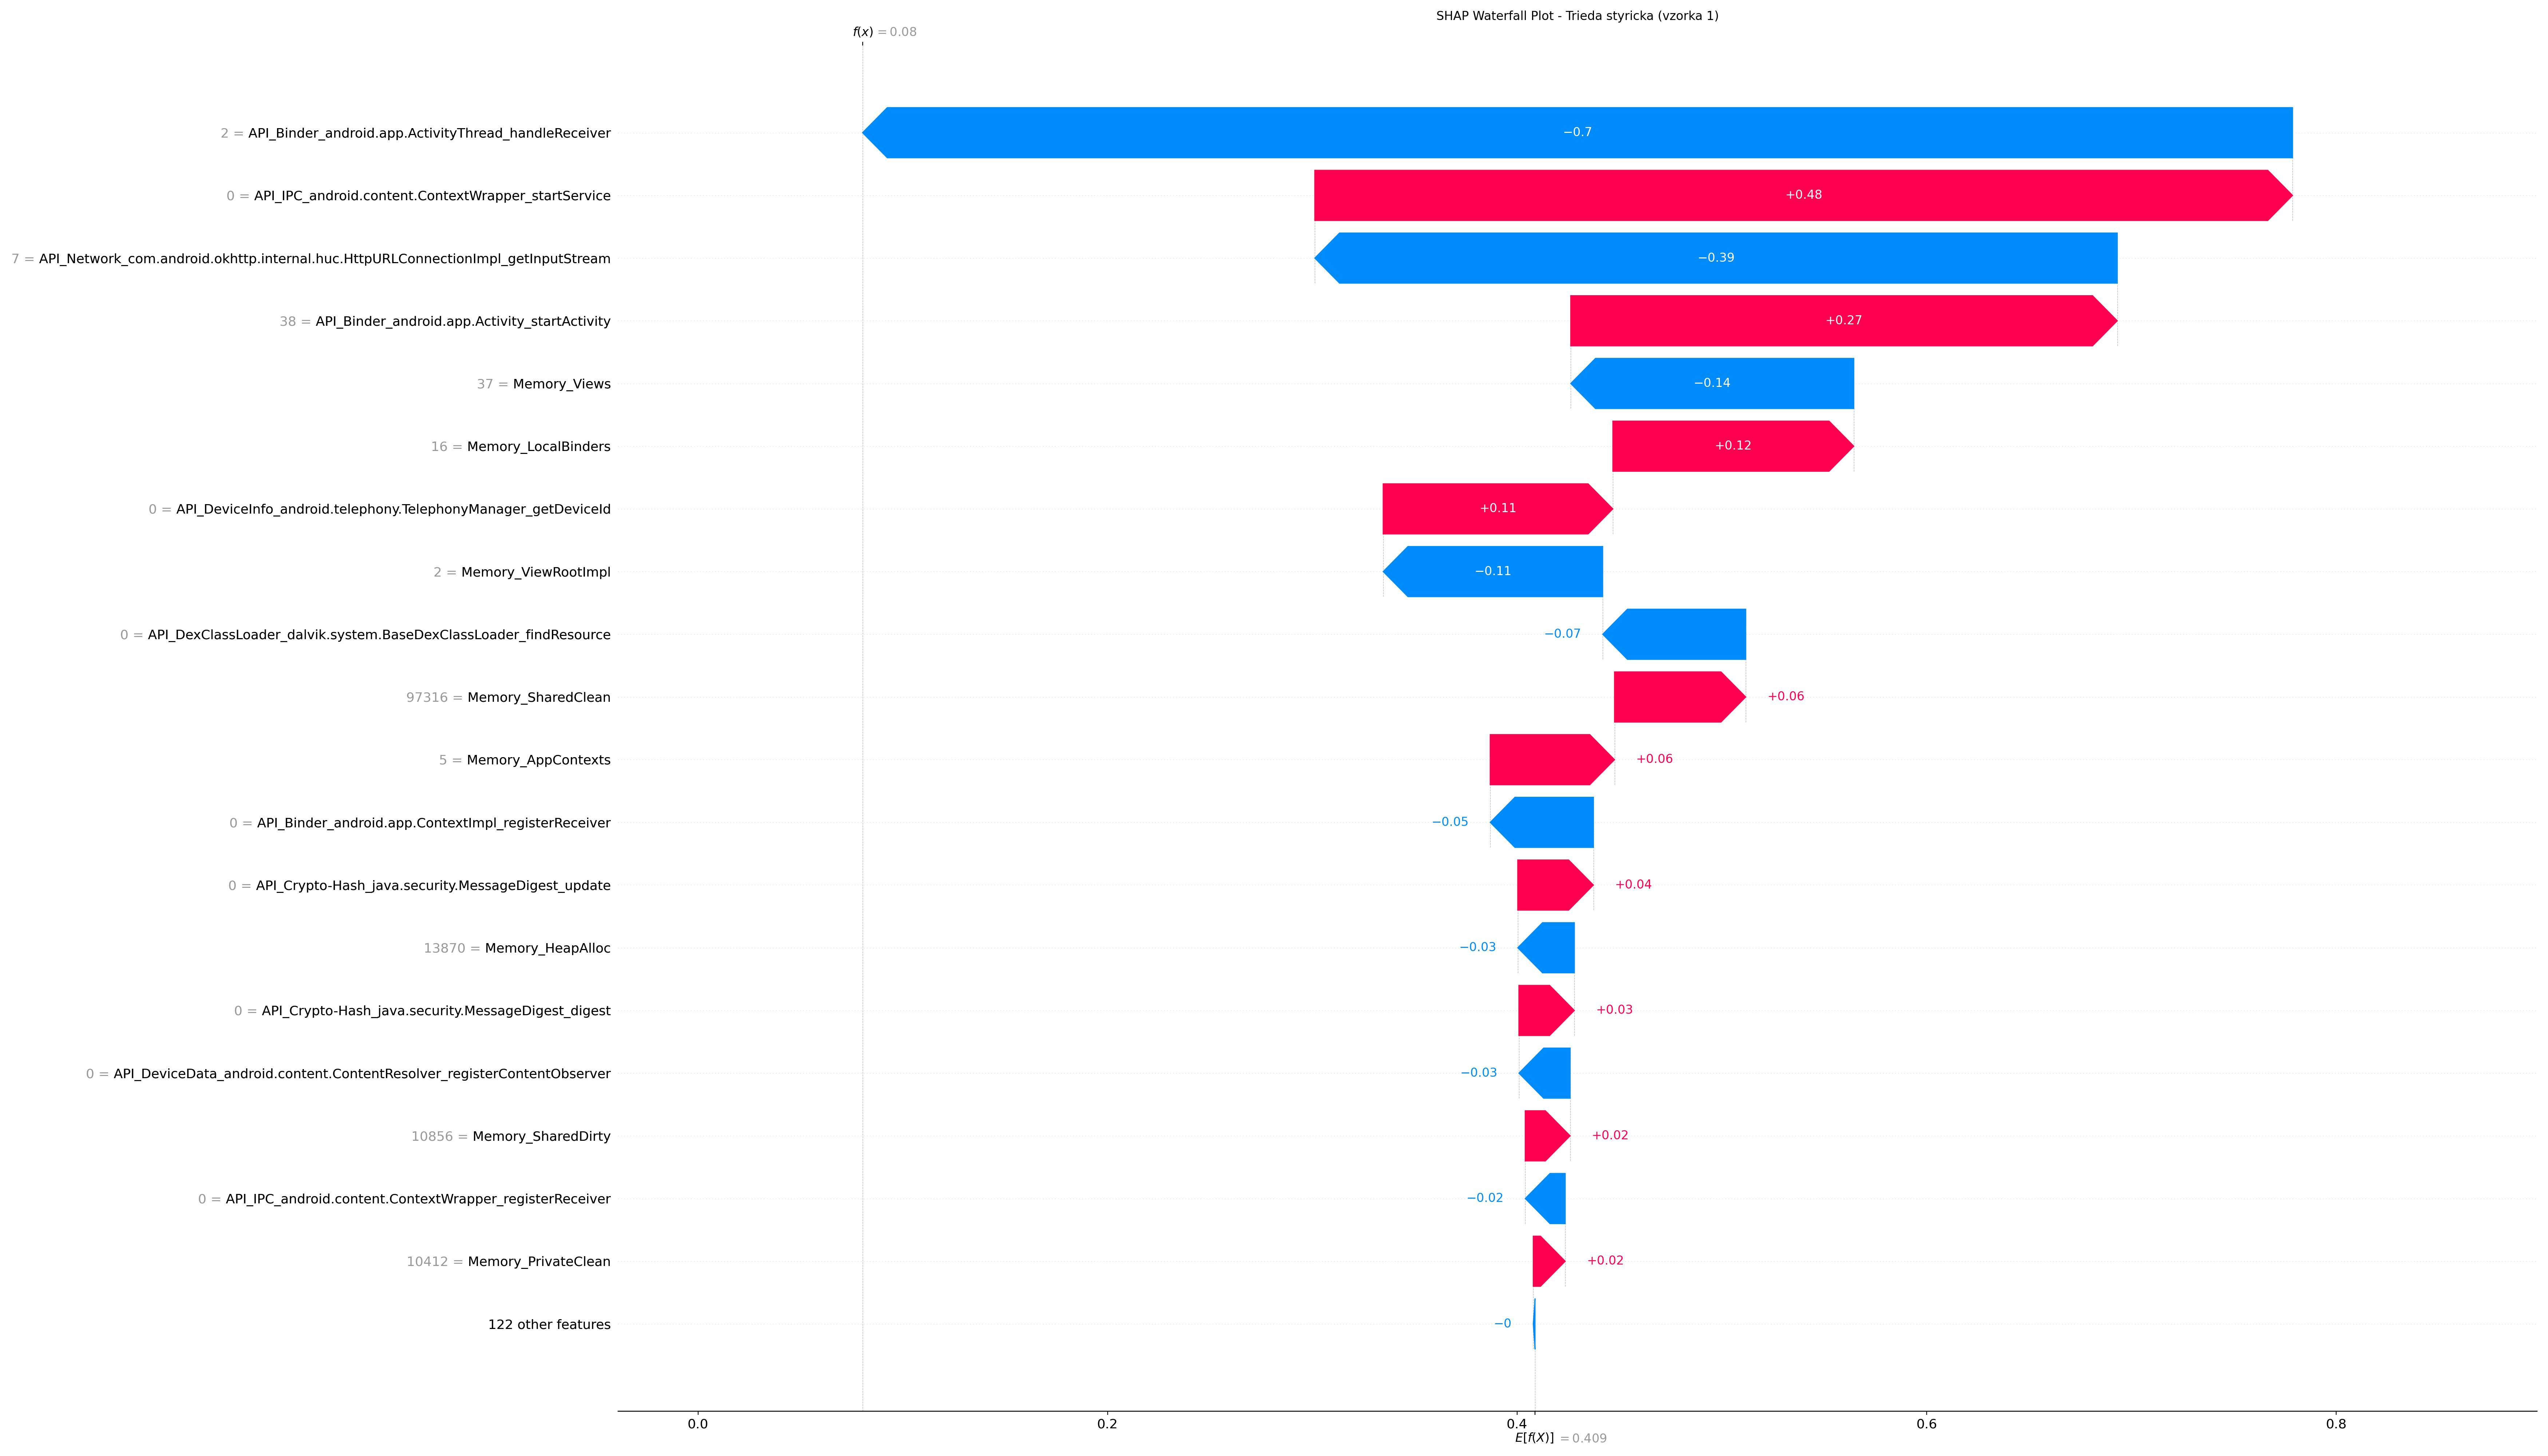 SHAP Waterfall Plot - Trieda styricka (vzorka 1)
f(x) = 0.08
2 = API_Binder_android.app.ActivityThread_handleReceiver
−0.7
0 = API_IPC_android.content.ContextWrapper_startService
+0.48
7 = API_Network_com.android.okhttp.internal.huc.HttpURLConnectionImpl_getInputStream
−0.39
38 = API_Binder_android.app.Activity_startActivity
+0.27
37 = Memory_Views
−0.14
16 = Memory_LocalBinders
+0.12
0 = API_DeviceInfo_android.telephony.TelephonyManager_getDeviceId
+0.11
2 = Memory_ViewRootImpl
−0.11
0 = API_DexClassLoader_dalvik.system.BaseDexClassLoader_findResource
−0.07
97316 = Memory_SharedClean
+0.06
5 = Memory_AppContexts
+0.06
0 = API_Binder_android.app.ContextImpl_registerReceiver
−0.05
0 = API_Crypto-Hash_java.security.MessageDigest_update
+0.04
13870 = Memory_HeapAlloc
−0.03
0 = API_Crypto-Hash_java.security.MessageDigest_digest
+0.03
0 = API_DeviceData_android.content.ContentResolver_registerContentObserver
−0.03
10856 = Memory_SharedDirty
+0.02
0 = API_IPC_android.content.ContextWrapper_registerReceiver
−0.02
10412 = Memory_PrivateClean
+0.02
122 other features
−0
0.0 0.2 0.4 0.6 0.8
E[f(X)] = 0.409